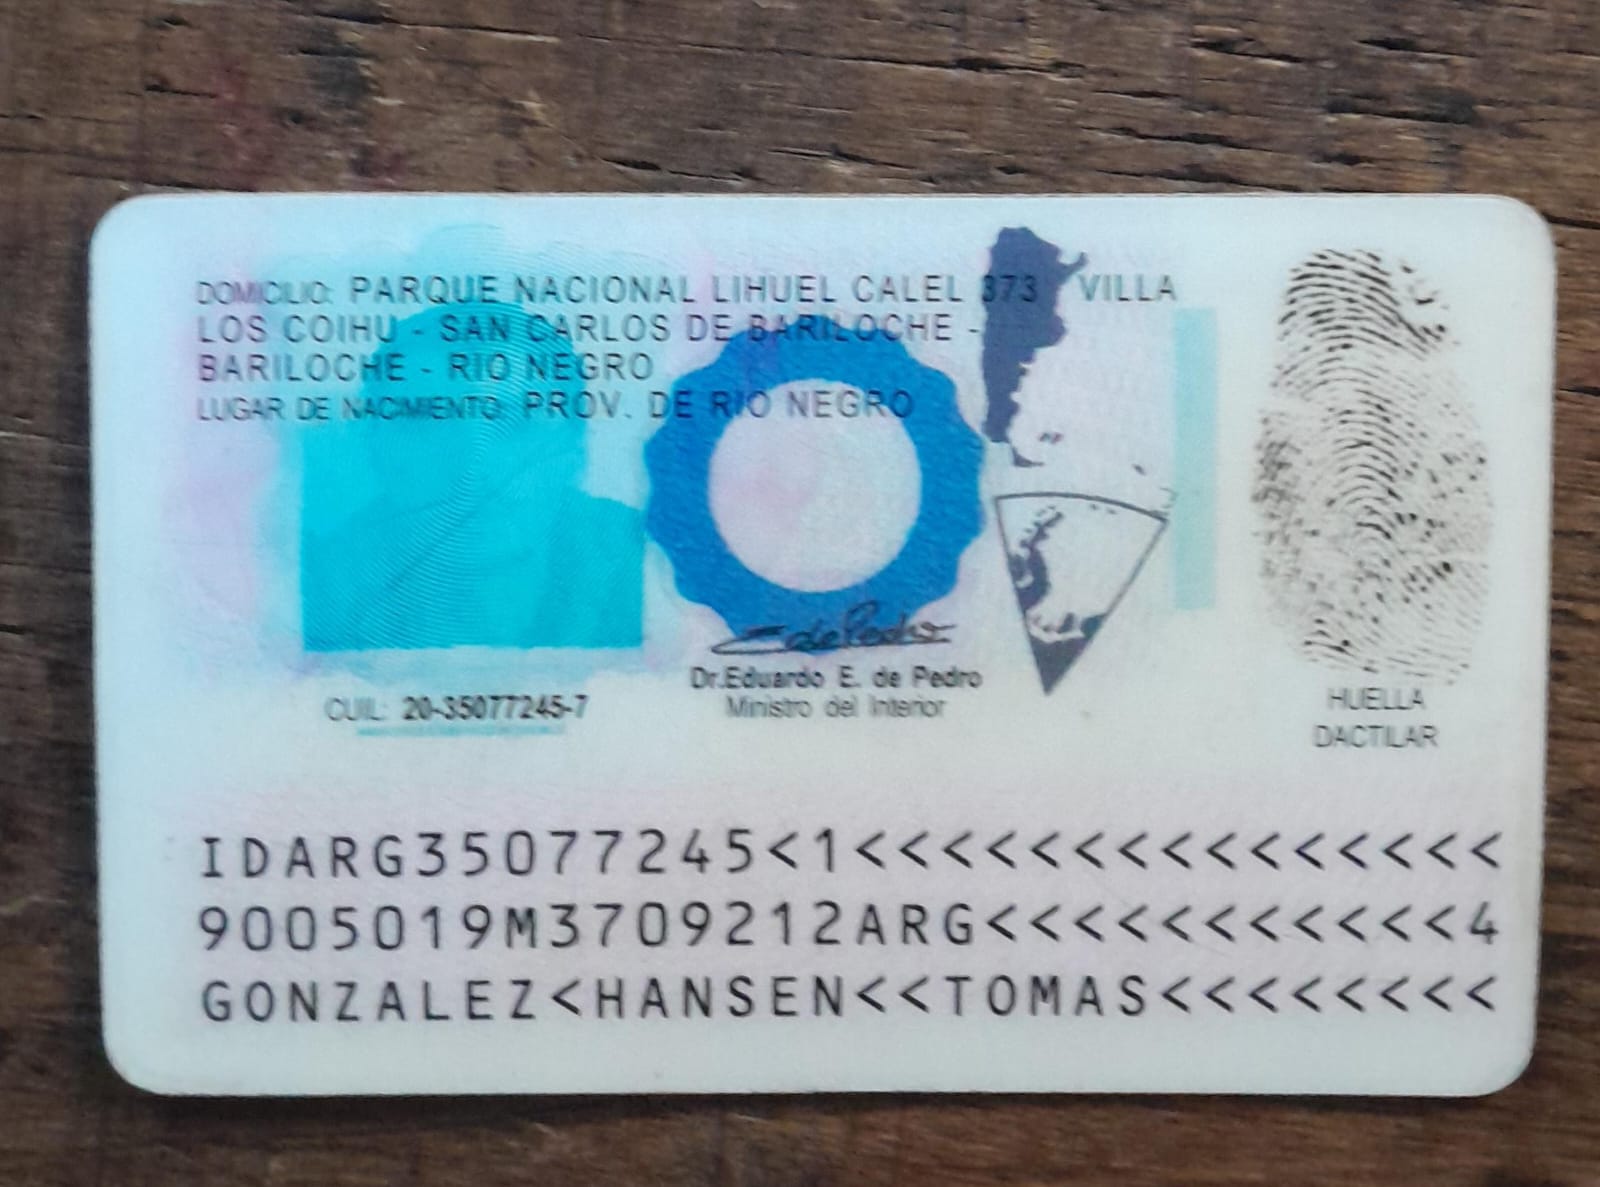 DOMICILIO: PARQUE NACIONAL LIHUEL CALEL 373 VILLA
LOS COIHU - SAN CARLOS DE BARILOCHE -
BARILOCHE - RIO NEGRO
LUGAR DE NACIMIENTO: PROV. DE RIO NEGRO
E de Pedro
Dr.Eduardo E. de Pedro
Ministro del Interior
CUIL: 20-35077245-7
HUELLA
DACTILAR
IDARG35077245<1<<<<<<<<<<<<<<<
9005019M3709212ARG<<<<<<<<<<<4
GONZALEZ<HANSEN<<TOMAS<<<<<<<<